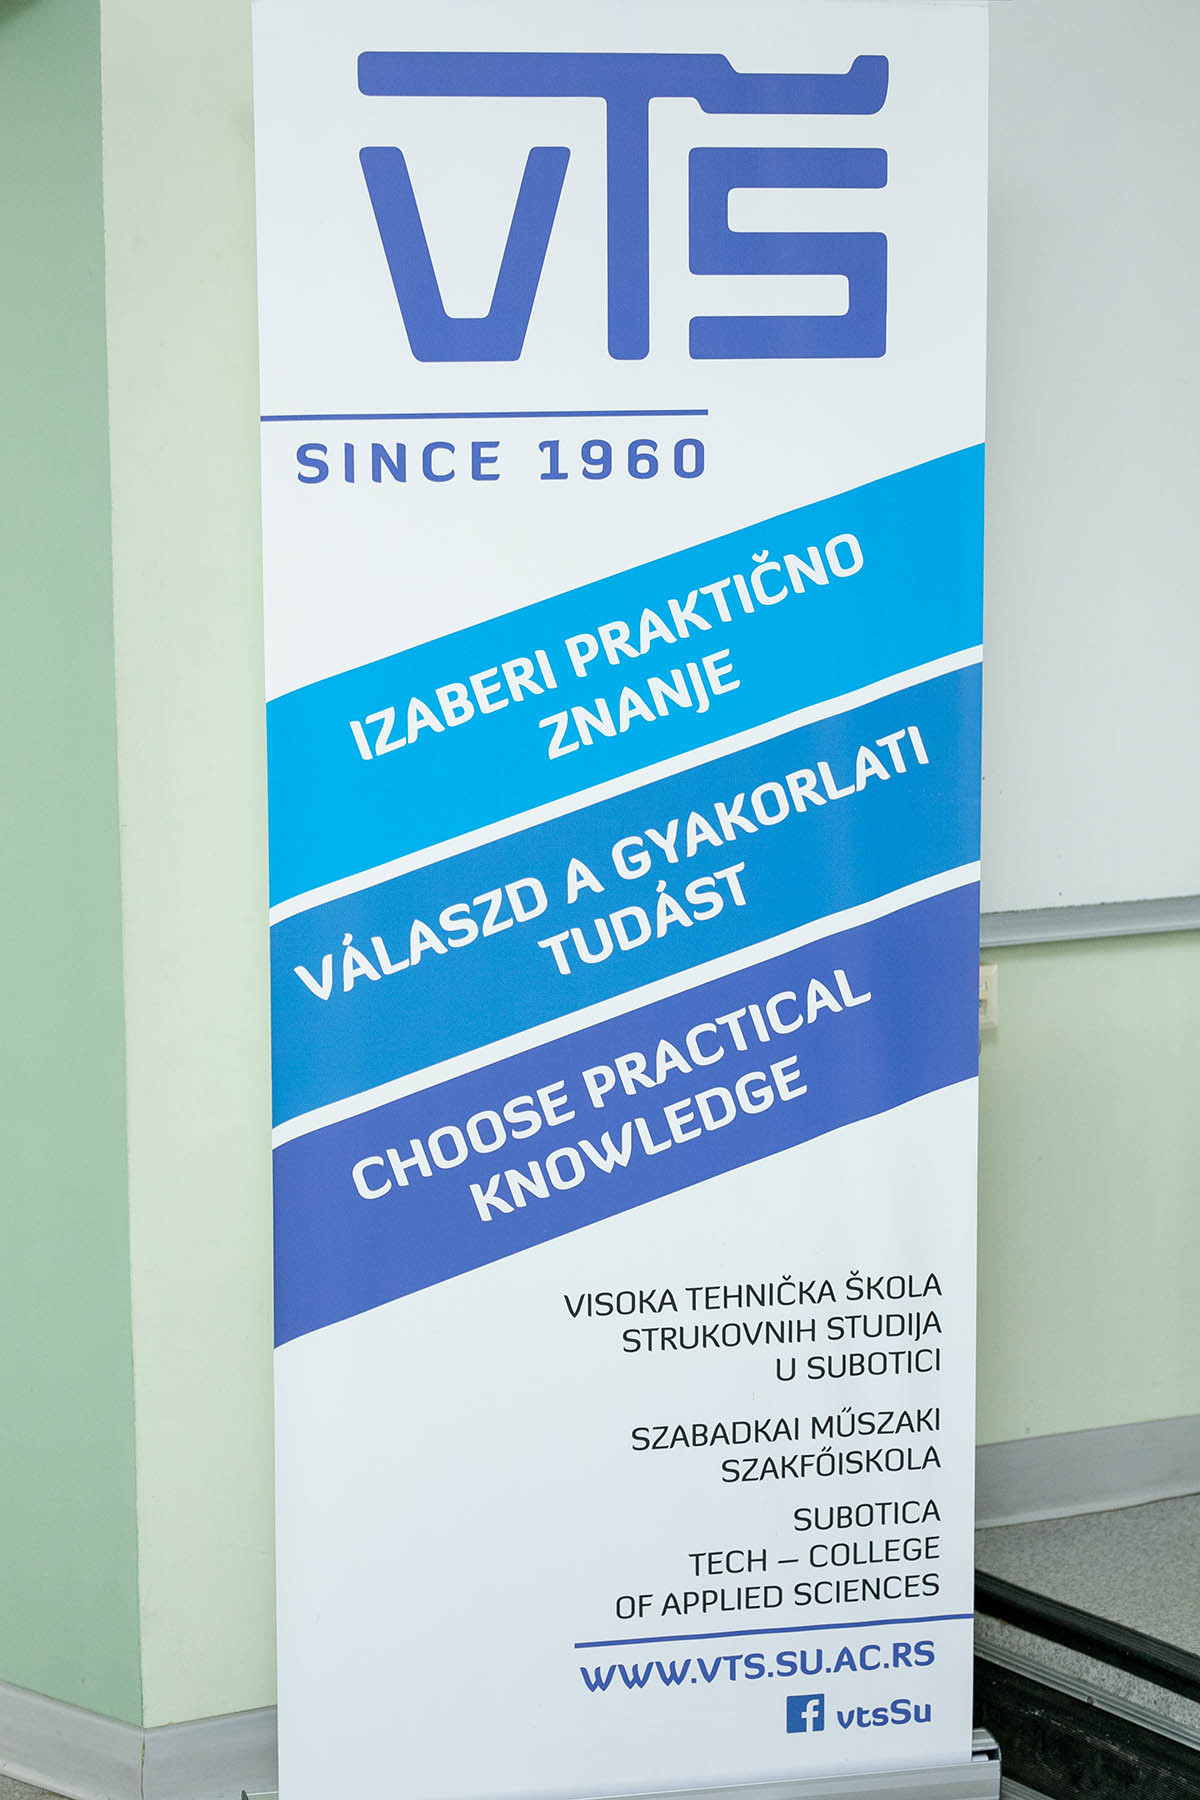 VTŠ
SINCE 1960
IZABERI PRAKTIČNO
ZNANJE
VÁLASZD A GYAKORLATI
TUDÁST
CHOOSE PRACTICAL
KNOWLEDGE
VISOKA TEHNIČKA ŠKOLA
STRUKOVNIH STUDIJA
U SUBOTICI
SZABADKAI MŰSZAKI
SZAKFŐISKOLA
SUBOTICA
TECH – COLLEGE
OF APPLIED SCIENCES
WWW.VTS.SU.AC.RS
f vtsSu